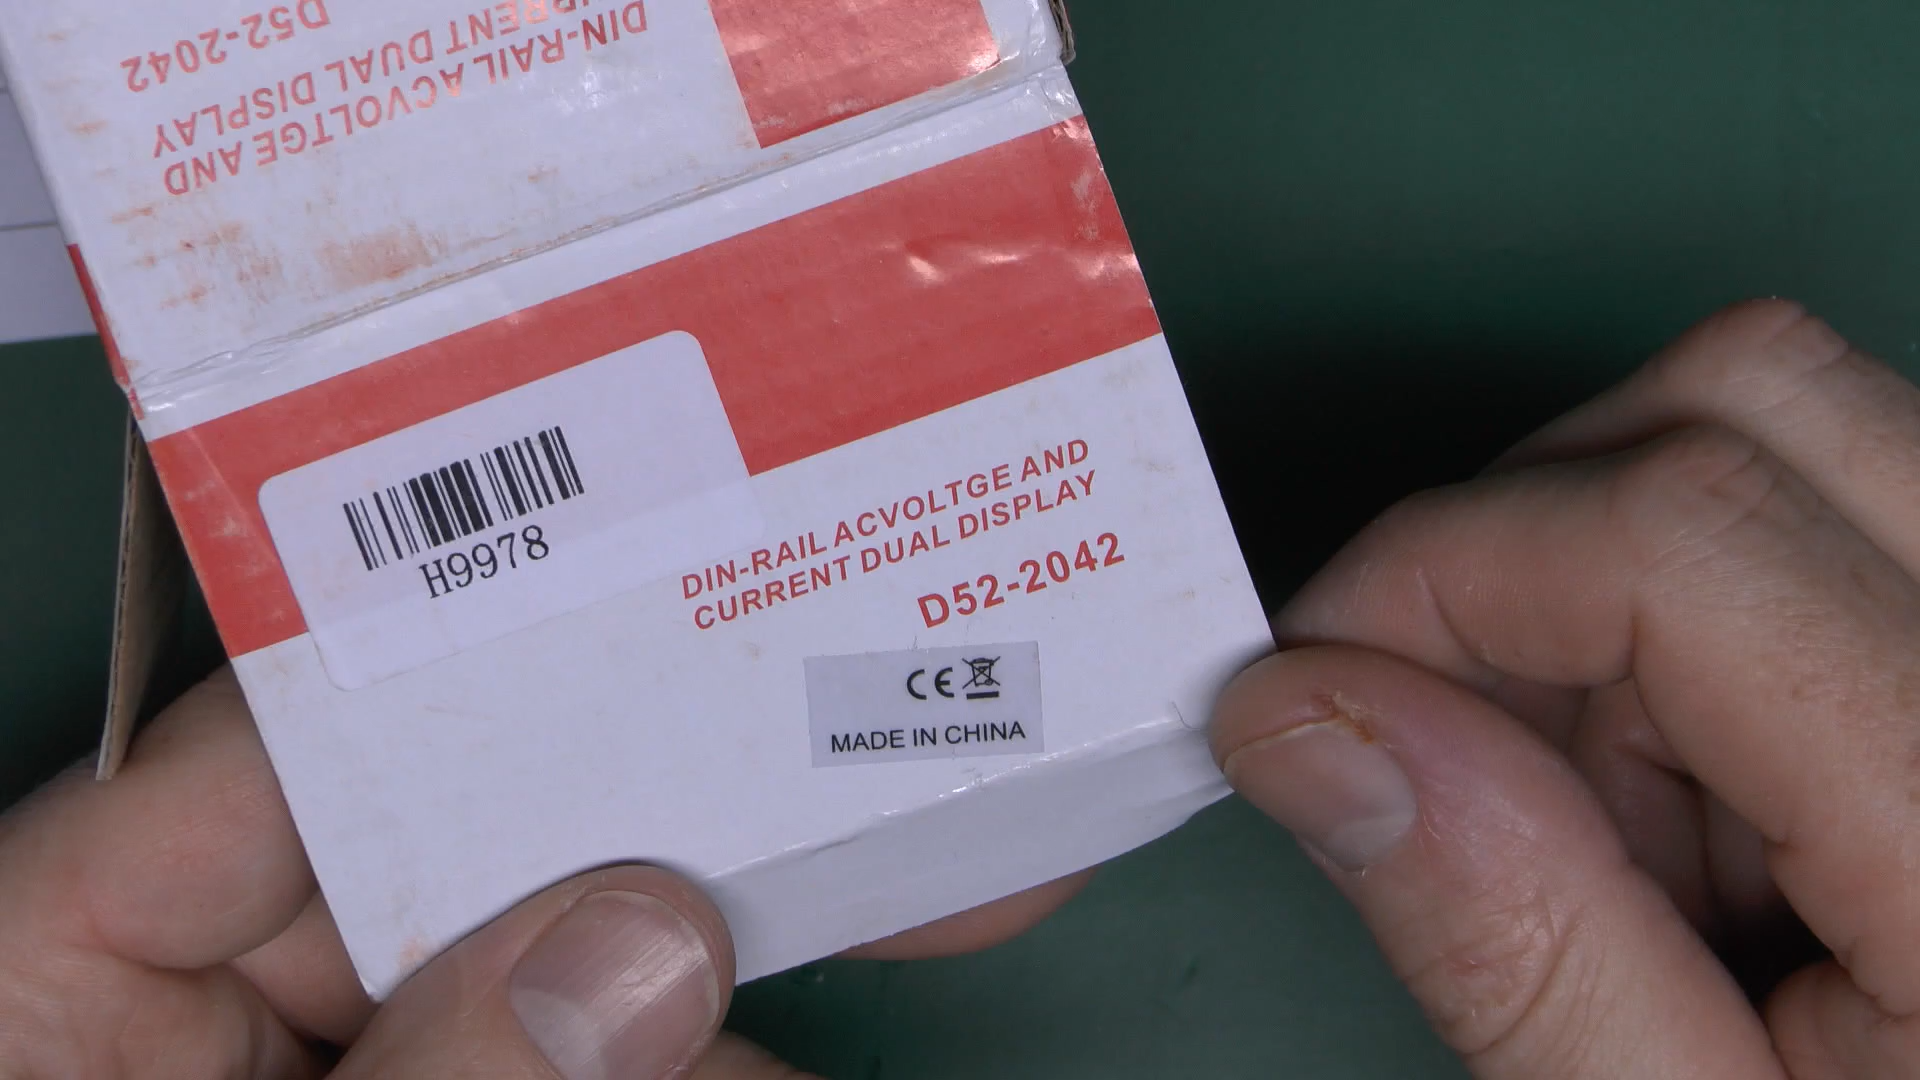 DIN-RAIL ACVOLTGE AND
CURRENT DUAL DISPLAY
D52-2042
H9978
DIN-RAIL ACVOLTGE AND
CURRENT DUAL DISPLAY
D52-2042
CE
MADE IN CHINA